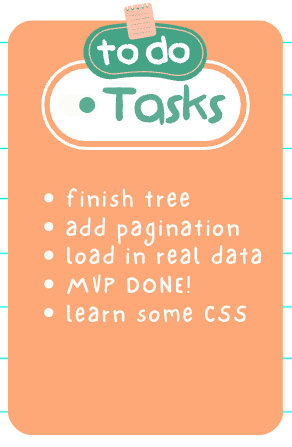 to do
• Tasks
• finish tree
• add pagination
• load in real data
• MVP DONE!
• learn some CSS